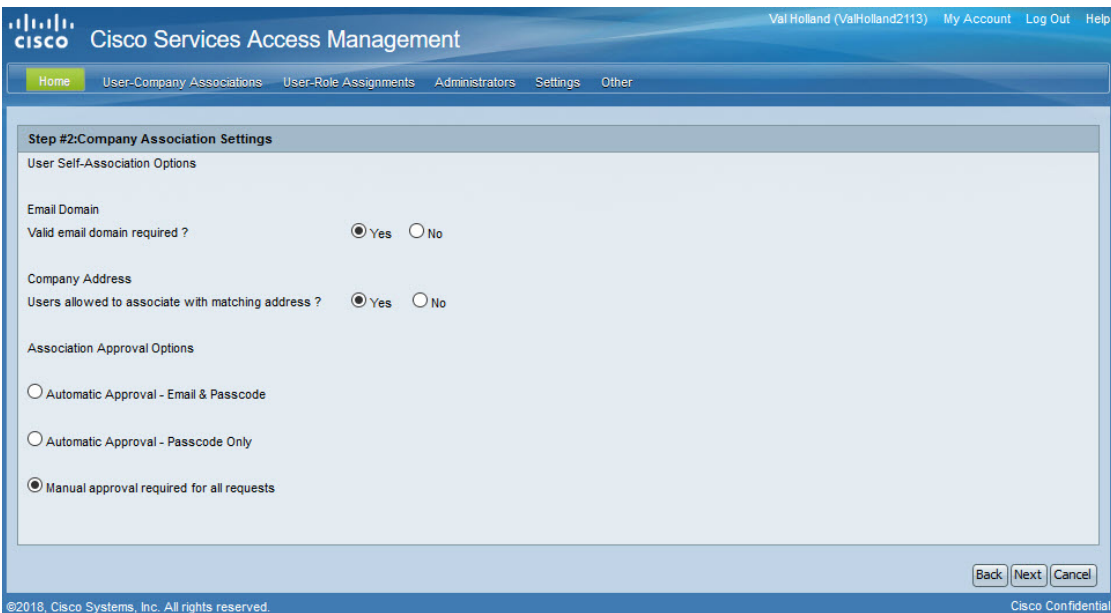 Val Holland (ValHolland2113) My Account Log Out Help
CISCO Cisco Services Access Management
Home User-Company Associations User-Role Assignments Administrators Settings Other
Step #2:Company Association Settings
User Self-Association Options
Email Domain
Valid email domain required ? Yes No
Company Address
Users allowed to associate with matching address ? Yes No
Association Approval Options
Automatic Approval - Email & Passcode
Automatic Approval - Passcode Only
Manual approval required for all requests
Back Next Cancel
©2018, Cisco Systems, Inc. All rights reserved. Cisco Confidential